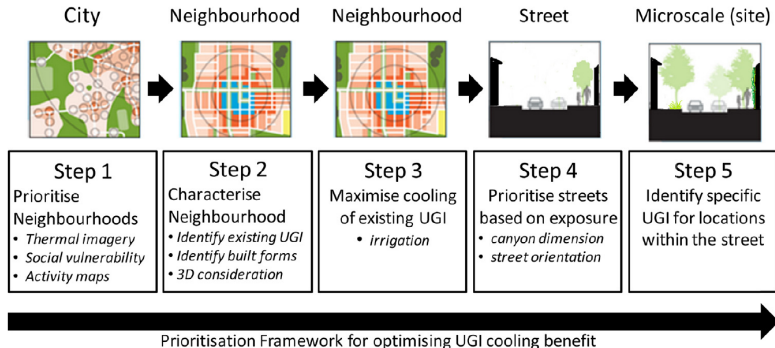 City
Neighbourhood
Neighbourhood
Street
Microscale (site)
Step 1
Prioritise
Neighbourhoods
• Thermal imagery
• Social vulnerability
• Activity maps
Step 2
Characterise
Neighbourhood
• Identify existing UGI
• Identify built forms
• 3D consideration
Step 3
Maximise cooling
of existing UGI
• irrigation
Step 4
Prioritise streets
based on exposure
• canyon dimension
• street orientation
Step 5
Identify specific
UGI for locations
within the street
Prioritisation Framework for optimising UGI cooling benefit